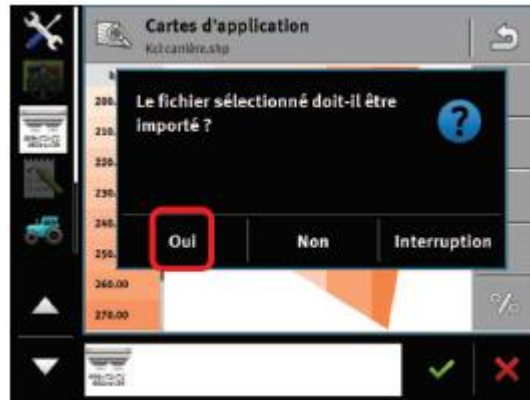 Cartes d'application
Kcl carrière.shp
200.
210.
220.
230.
240.
250.
260.00
270.00
Le fichier sélectionné doit-il être
importé ?
?
Oui
Non
Interruption
%